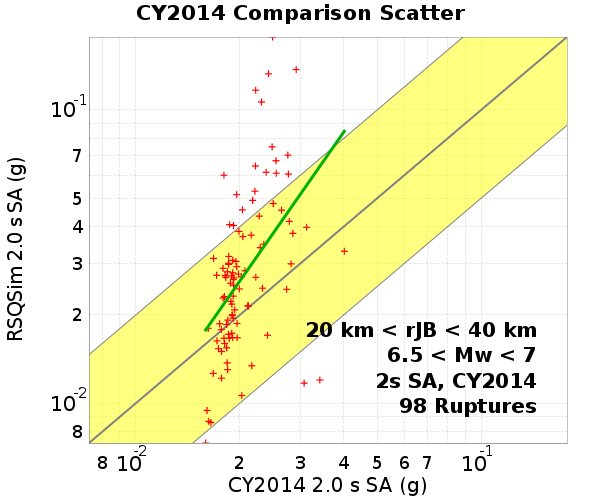 CY2014 Comparison Scatter
RSQSim 2.0 s SA (g)
10-1
7
5
4
3
2
10-2
8
20 km < rJB < 40 km
6.5 < Mw < 7
2s SA, CY2014
98 Ruptures
8 10-2 2 3 4 5 6 7 10-1
CY2014 2.0 s SA (g)